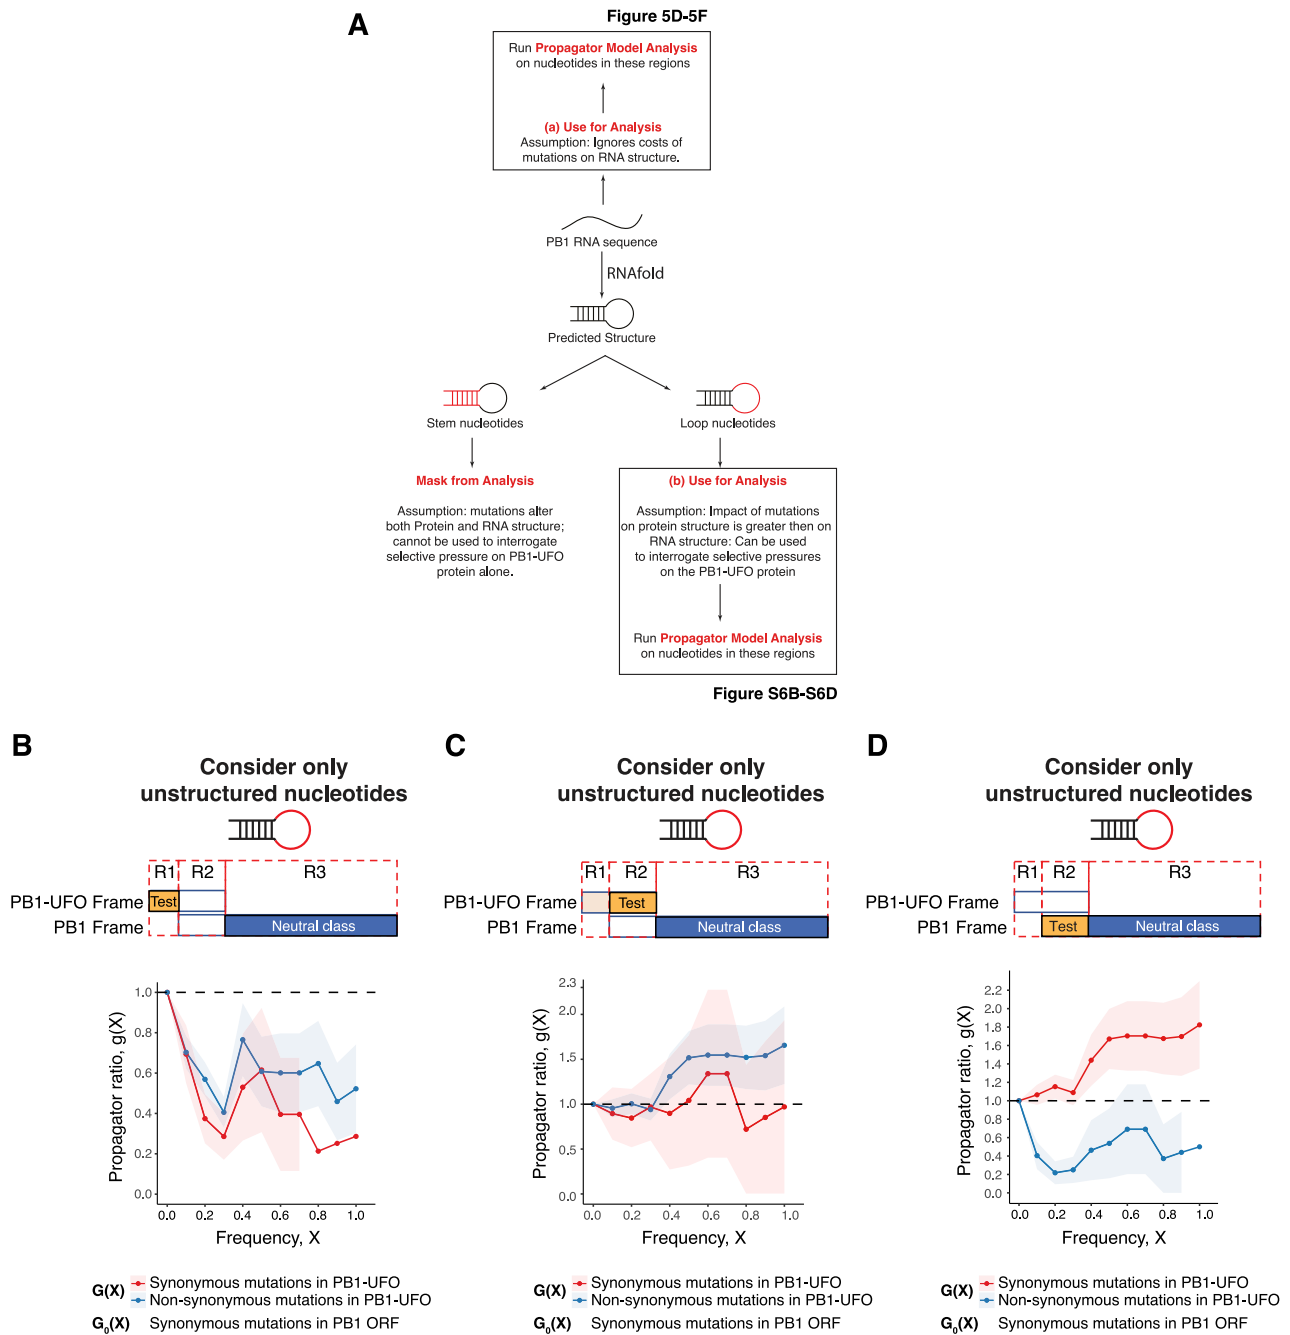 A
Figure 5D-5F
Run Propagator Model Analysis
on nucleotides in these regions
(a) Use for Analysis
Assumption: Ignores costs of
mutations on RNA structure.
PB1 RNA sequence
RNAfold
Predicted Structure
Stem nucleotides
Loop nucleotides
Mask from Analysis
Assumption: mutations alter
both Protein and RNA structure;
cannot be used to interrogate
selective pressure on PB1-UFO
protein alone.
(b) Use for Analysis
Assumption: Impact of mutations
on protein structure is greater then on
RNA structure: Can be used
to interrogate selective pressures
on the PB1-UFO protein
Run Propagator Model Analysis
on nucleotides in these regions
Figure S6B-S6D
B
Consider only
unstructured nucleotides
R1 R2 R3
PB1-UFO Frame Test
PB1 Frame Neutral class
Propagator ratio, g(X)
1.0
0.8
0.6
0.4
0.2
0.0
0.0 0.2 0.4 0.6 0.8 1.0
Frequency, X
G(X) Synonymous mutations in PB1-UFO
Non-synonymous mutations in PB1-UFO
G₀(X) Synonymous mutations in PB1 ORF
C
Consider only
unstructured nucleotides
R1 R2 R3
PB1-UFO Frame Test
PB1 Frame Neutral class
Propagator ratio, g(X)
2.3
2.0
1.5
1.0
0.5
0.0
0.0 0.2 0.4 0.6 0.8 1.0
Frequency, X
G(X) Synonymous mutations in PB1-UFO
Non-synonymous mutations in PB1-UFO
G₀(X) Synonymous mutations in PB1 ORF
D
Consider only
unstructured nucleotides
R1 R2 R3
PB1-UFO Frame
PB1 Frame Test Neutral class
Propagator ratio, g(X)
2.2
2.0
1.8
1.6
1.4
1.2
1.0
0.8
0.6
0.4
0.2
0.0
0.0 0.2 0.4 0.6 0.8 1.0
Frequency, X
G(X) Synonymous mutations in PB1-UFO
Non-synonymous mutations in PB1-UFO
G₀(X) Synonymous mutations in PB1 ORF